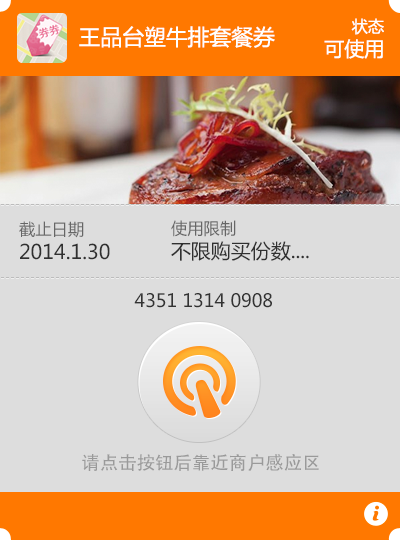 券券
王品台塑牛排套餐券
状态
可使用
截止日期
2014.1.30
使用限制
不限购买份数....
4351 1314 0908
请点击按钮后靠近商户感应区
i